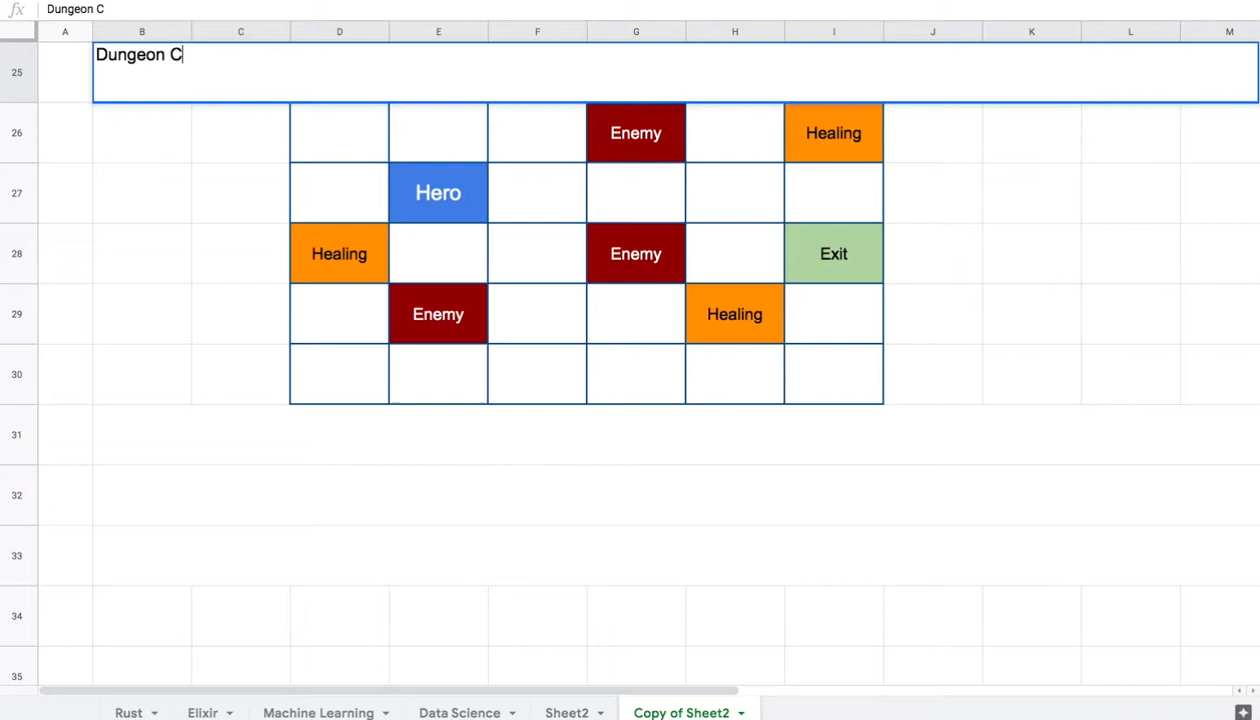 fx Dungeon C
A B C D E F G H I J K L M
25 Dungeon C
26 Enemy Healing
27 Hero
28 Healing Enemy Exit
29 Enemy Healing
30
31
32
33
34
35
Rust Elixir Machine Learning Data Science Sheet2 Copy of Sheet2